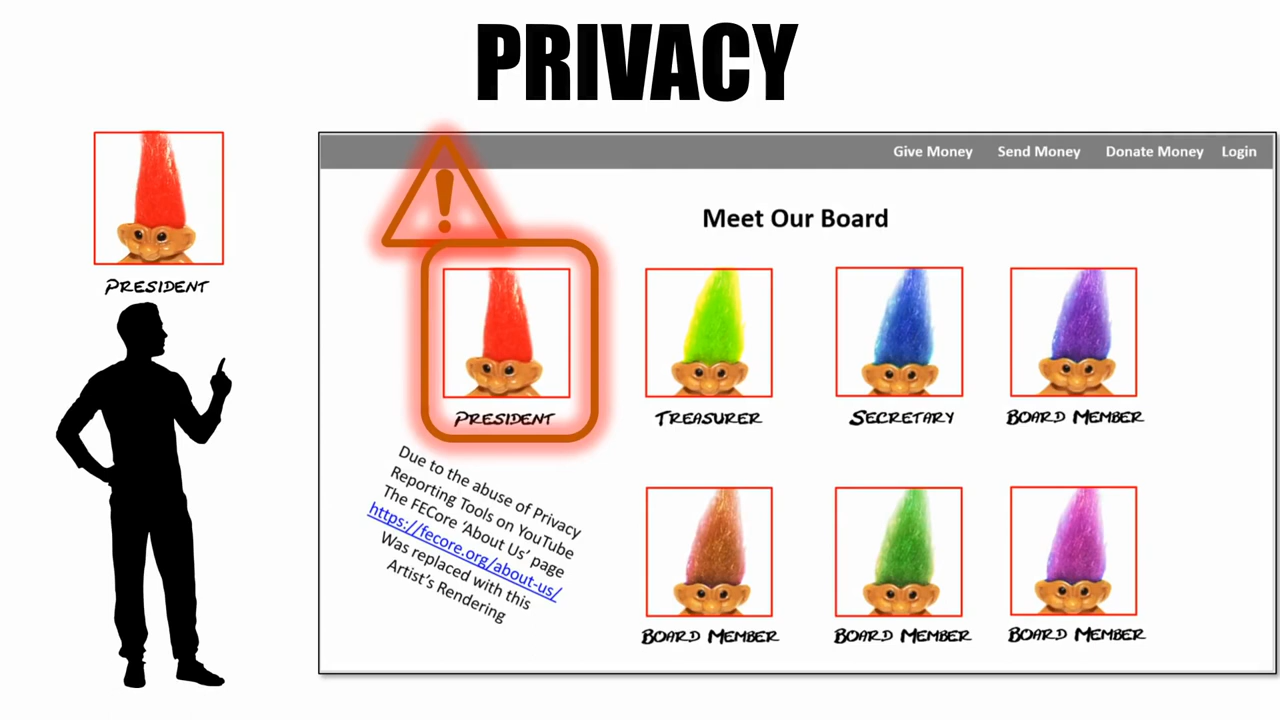 PRIVACY
Give Money Send Money Donate Money Login
Meet Our Board
PRESIDENT
PRESIDENT TREASURER SECRETARY BOARD MEMBER
Due to the abuse of Privacy
Reporting Tools on YouTube
The FECore ‘About Us’ page
https://fecore.org/about-us/
Was replaced with this
Artist’s Rendering
BOARD MEMBER BOARD MEMBER BOARD MEMBER